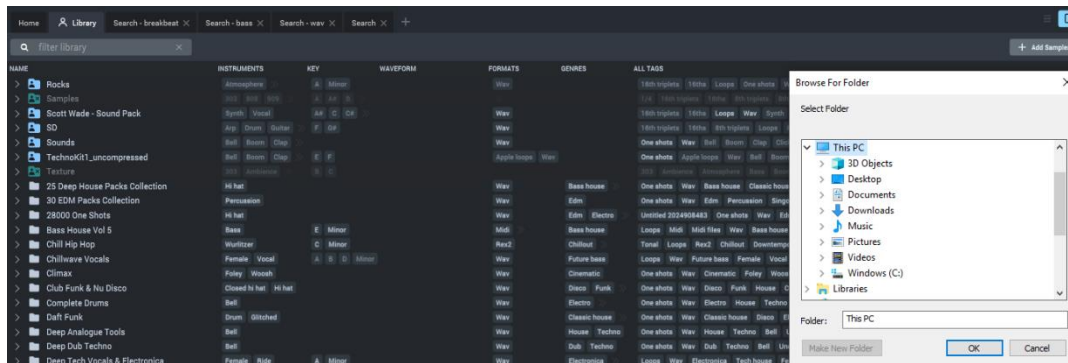 Home Library Search - breakbeat Search - bass Search - wav Search
filter library
+ Add Sample
NAME INSTRUMENTS KEY WAVEFORM FORMATS GENRES ALL TAGS
Rocks Atmosphere A Minor Wav 16th triplets 16ths Loops One shots
Samples
Scott Wade - Sound Pack Synth Vocal A# C C# Wav 16th triplets 16ths Loops Wav Synth
SD Arp Drum Guitar F G# Wav 16th triplets 16ths 8th triplets Loops
Sounds Bell Boom Clap Wav One shots Wav Bell Boom Clap
TechnoKit1_uncompressed Bell Boom Clap E F Apple loops Wav One shots Apple loops Wav Bell Boom
Texture
25 Deep House Packs Collection Hi hat Wav Bass house One shots Wav Bass house Classic hous
30 EDM Packs Collection Percussion Wav Edm One shots Wav Edm Percussion
28000 One Shots Hi hat Wav Edm Electro Untitled 2024908483 One shots Wav
Bass House Vol 5 Bass E Minor Midi Bass house Loops Midi Midi files Wav Bass house
Chill Hip Hop Wurlitzer C Minor Rex2 Chillout Tonal Loops Rex2 Chillout Downtemp
Chillwave Vocals Female Vocal A B D Minor Wav Future bass Loops Wav Future bass Female Vocal
Climax Foley Woosh Wav Cinematic One shots Wav Cinematic Foley Woos
Club Funk & Nu Disco Closed hi hat Hi hat Wav Disco Funk One shots Wav Disco Funk House
Complete Drums Bell Wav Electro One shots Wav Electro House Techno
Daft Funk Drum Glitched Wav Classic house One shots Wav Classic house Disco
Deep Analogue Tools Bell Wav House Techno One shots Wav House Techno Bell
Deep Dub Techno Bell Wav Dub Techno One shots Wav Dub Techno Bell
Deep Tech Vocals & Electronica Female Ride A Minor Wav Electronica Loops Wav Electronica Tech house
Browse For Folder
Select Folder
This PC
3D Objects
Desktop
Documents
Downloads
Music
Pictures
Videos
Windows (C:)
Libraries
Folder: This PC
Make New Folder OK Cancel